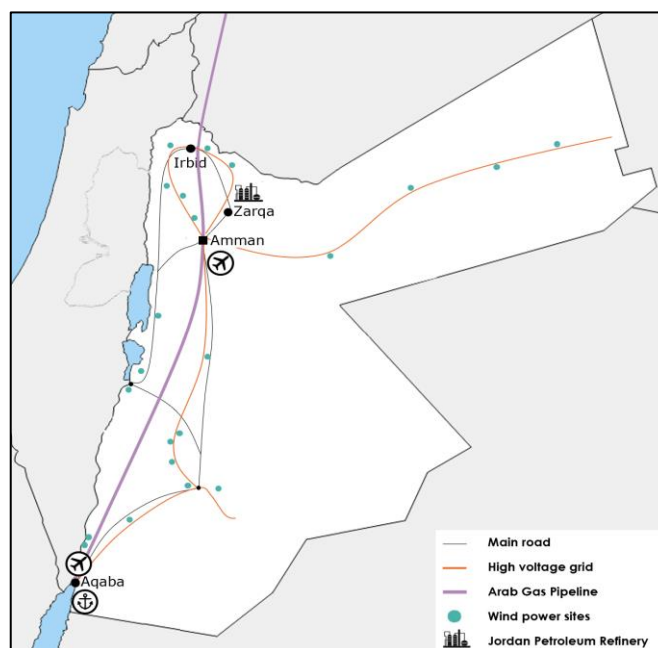 Irbid
Zarqa
Amman
Aqaba
Main road
High voltage grid
Arab Gas Pipeline
Wind power sites
Jordan Petroleum Refinery